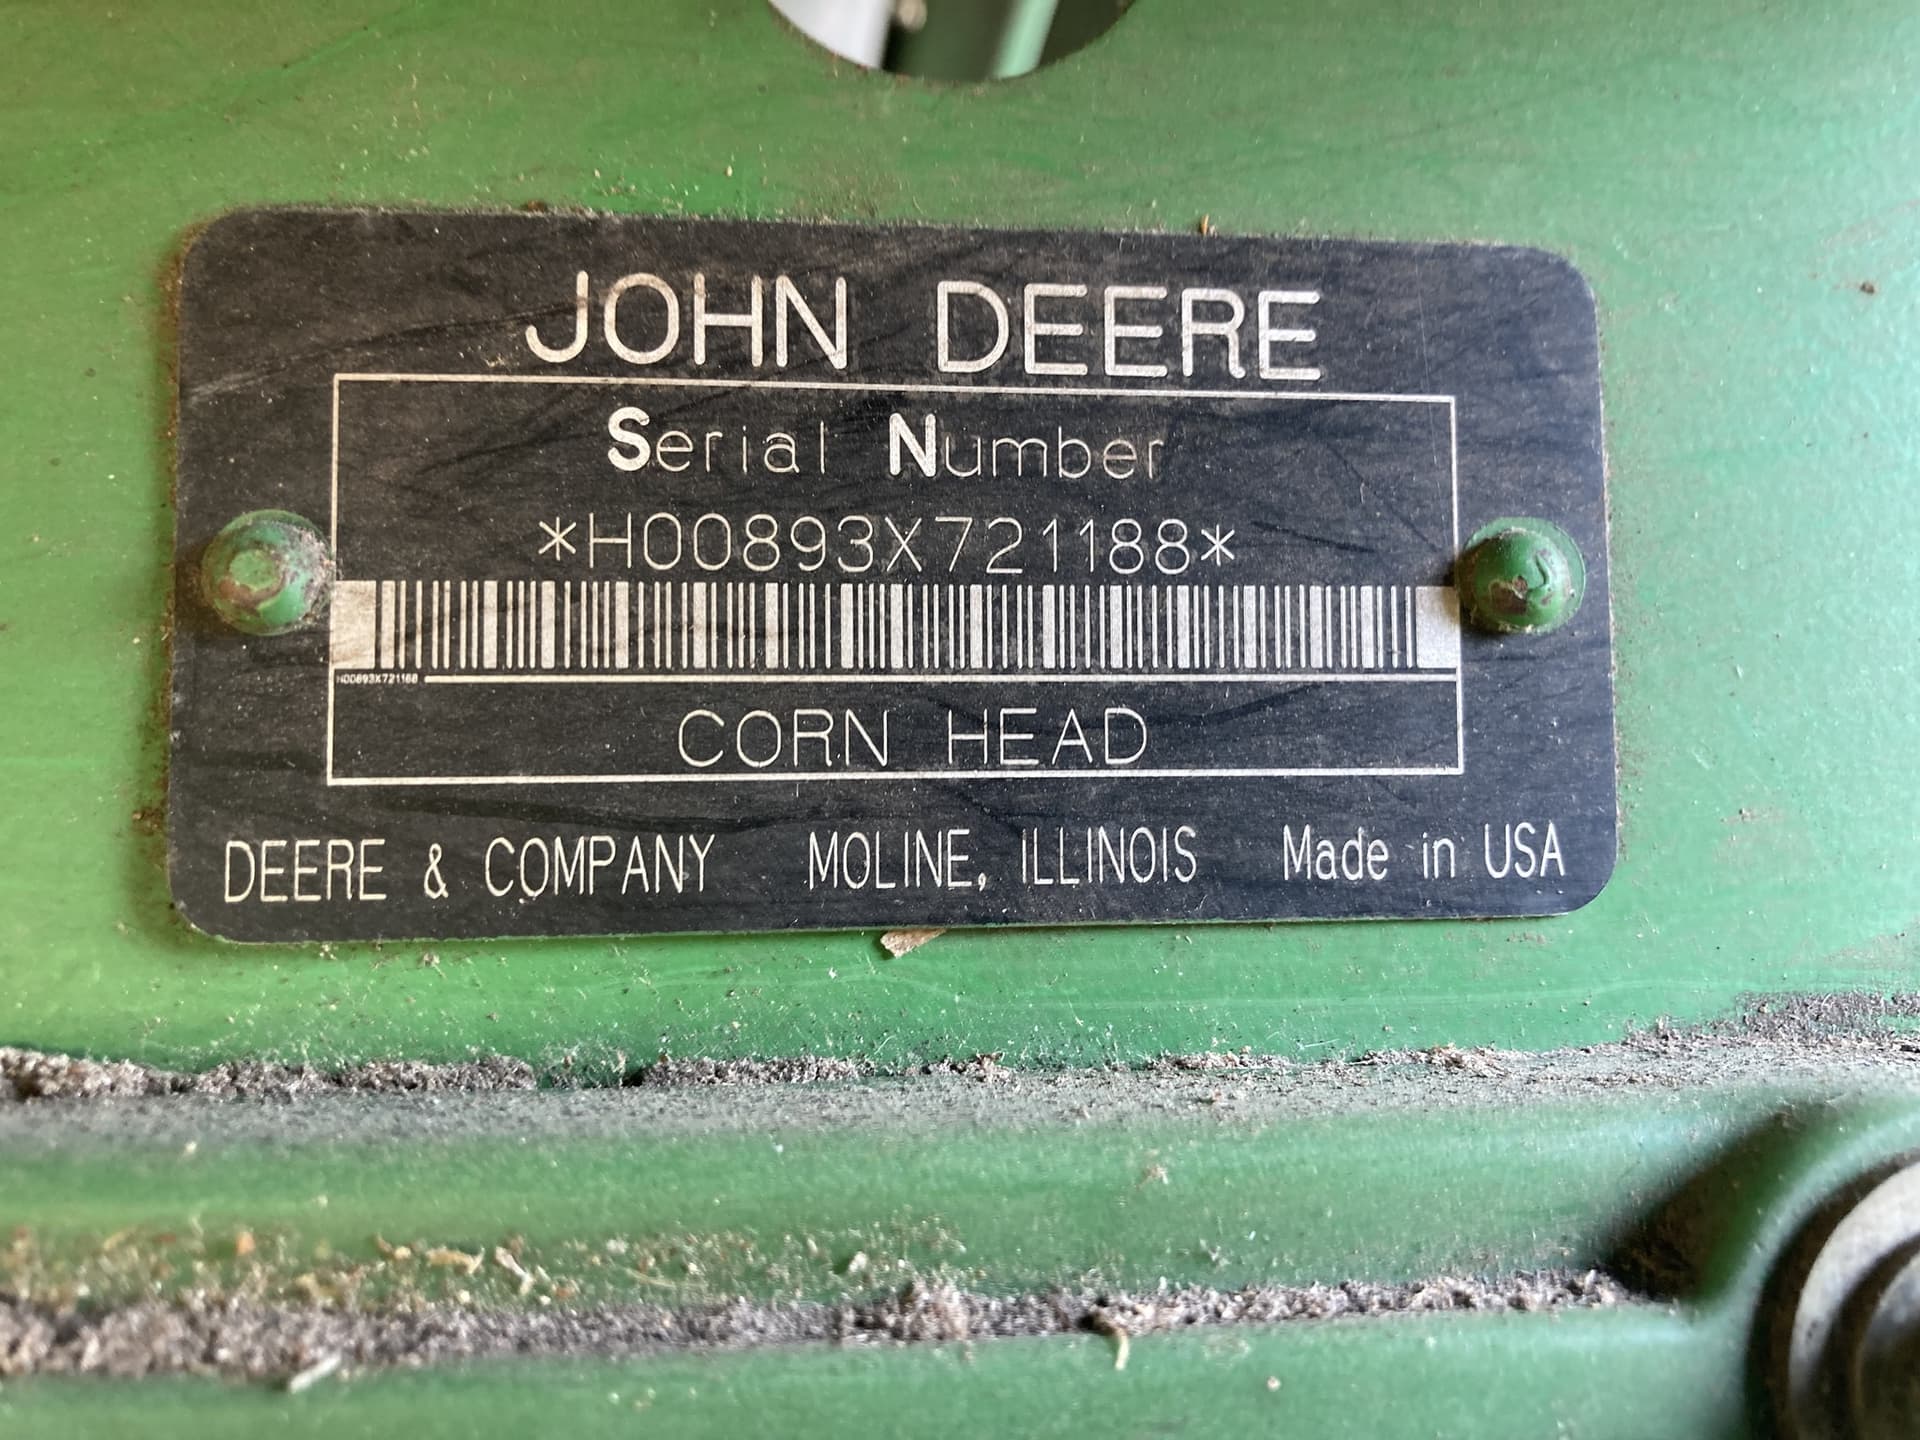 JOHN DEERE
Serial Number
*H00893X721188*
H00893X721188
CORN HEAD
DEERE & COMPANY MOLINE, ILLINOIS Made in USA